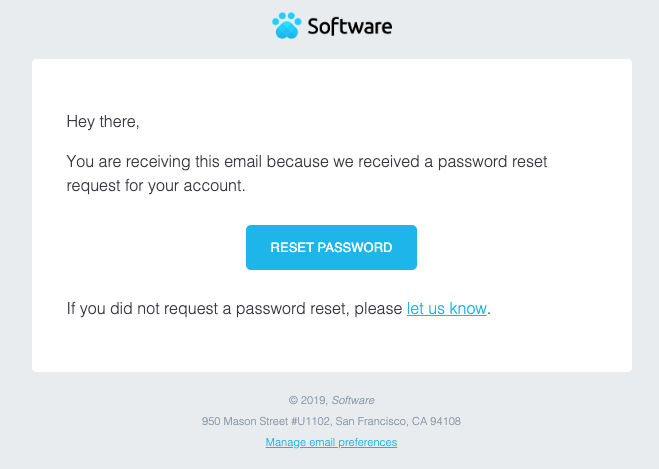 Software
Hey there,
You are receiving this email because we received a password reset
request for your account.
RESET PASSWORD
If you did not request a password reset, please let us know.
© 2019, Software
950 Mason Street #U1102, San Francisco, CA 94108
Manage email preferences